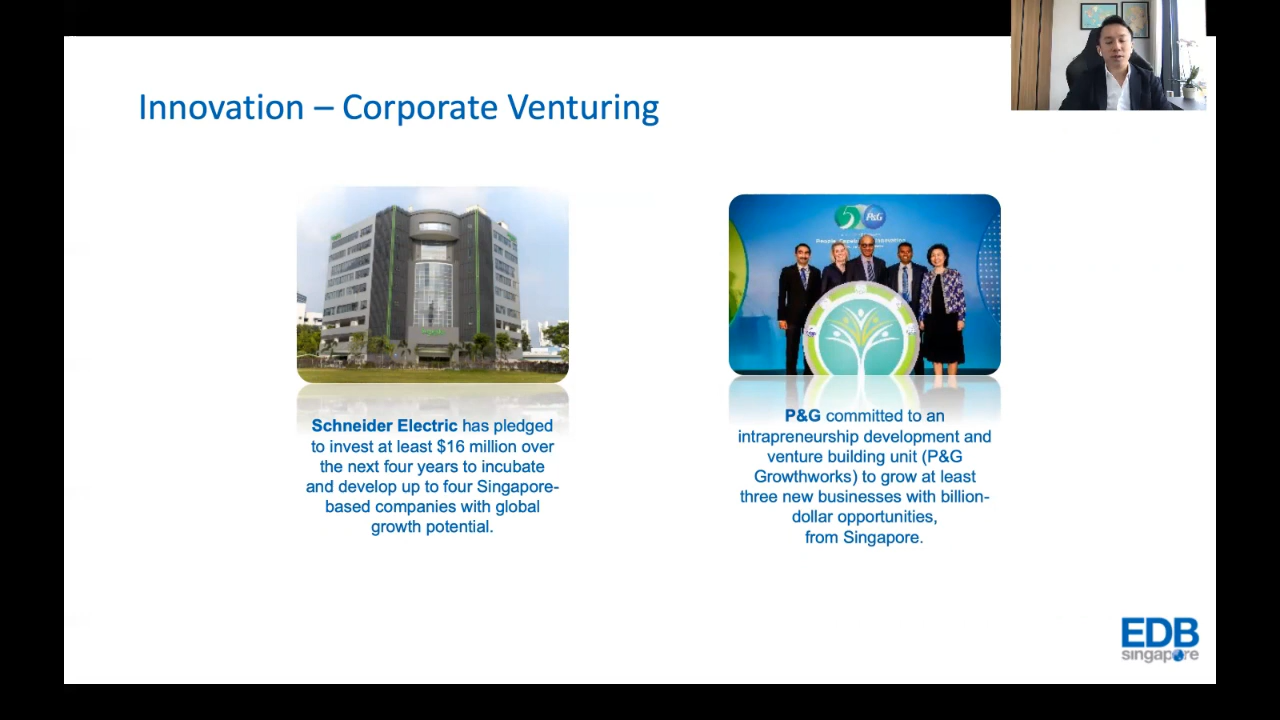 Innovation – Corporate Venturing
50 P&G
Schneider Electric has pledged
to invest at least $16 million over
the next four years to incubate
and develop up to four Singapore-
based companies with global
growth potential.
P&G committed to an
intrapreneurship development and
venture building unit (P&G
Growthworks) to grow at least
three new businesses with billion-
dollar opportunities,
from Singapore.
EDB
singapore